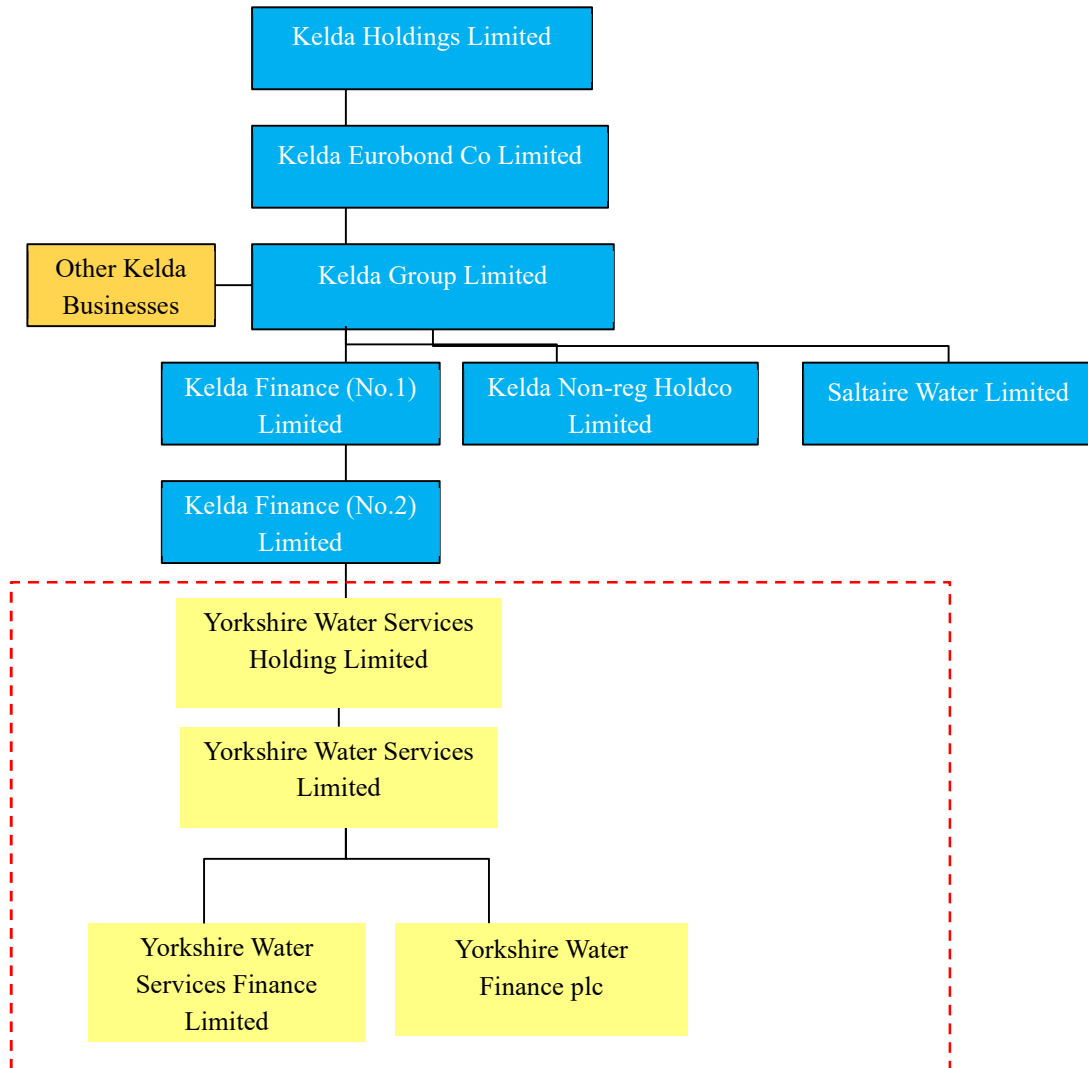 Kelda Holdings Limited
Kelda Eurobond Co Limited
Other Kelda
Businesses
Kelda Group Limited
Kelda Finance (No.1)
Limited
Kelda Non-reg Holdco
Limited
Saltaire Water Limited
Kelda Finance (No.2)
Limited
Yorkshire Water Services
Holding Limited
Yorkshire Water Services
Limited
Yorkshire Water
Services Finance
Limited
Yorkshire Water
Finance plc